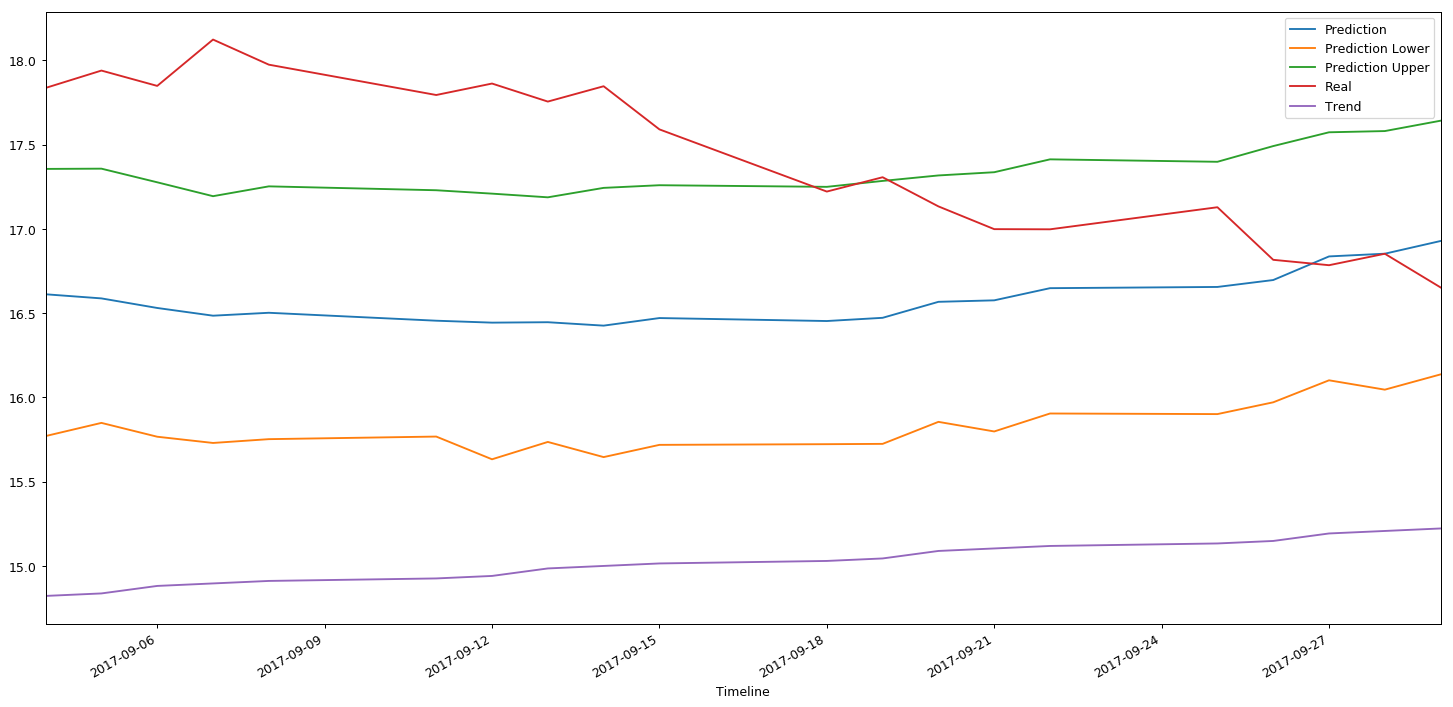 Prediction
Prediction Lower
Prediction Upper
Real
Trend
18.0
17.5
17.0
16.5
16.0
15.5
15.0
2017-09-06
2017-09-09
2017-09-12
2017-09-15
2017-09-18
2017-09-21
2017-09-24
2017-09-27
Timeline